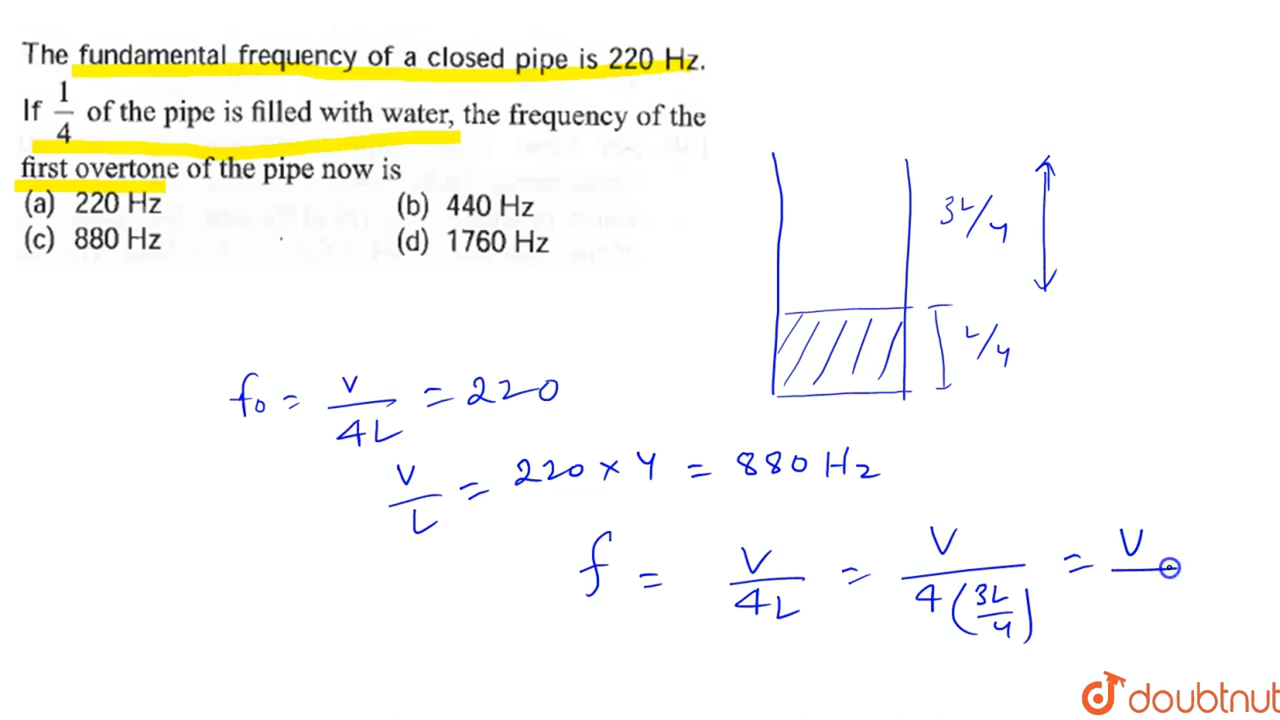 The fundamental frequency of a closed pipe is 220 Hz.
If 1/4 of the pipe is filled with water, the frequency of the
first overtone of the pipe now is
(a) 220 Hz (b) 440 Hz
(c) 880 Hz (d) 1760 Hz
3L/4
L/4
f₀ = V/4L = 220
V/L = 220 × 4 = 880 Hz
f = V/4L = V/4(3L/4) = V
doubtnut